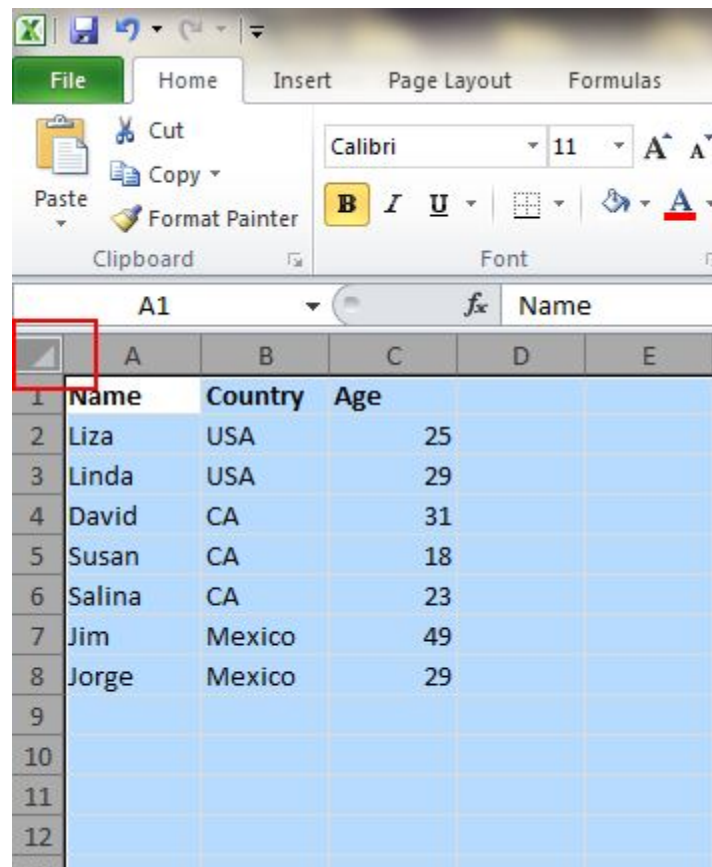 File Home Insert Page Layout Formulas
Cut
Copy
Paste
Format Painter
Clipboard
Calibri 11 A A
B I U A
Font
A1 fx Name
A B C D E
1 Name Country Age
2 Liza USA 25
3 Linda USA 29
4 David CA 31
5 Susan CA 18
6 Salina CA 23
7 Jim Mexico 49
8 Jorge Mexico 29
9
10
11
12